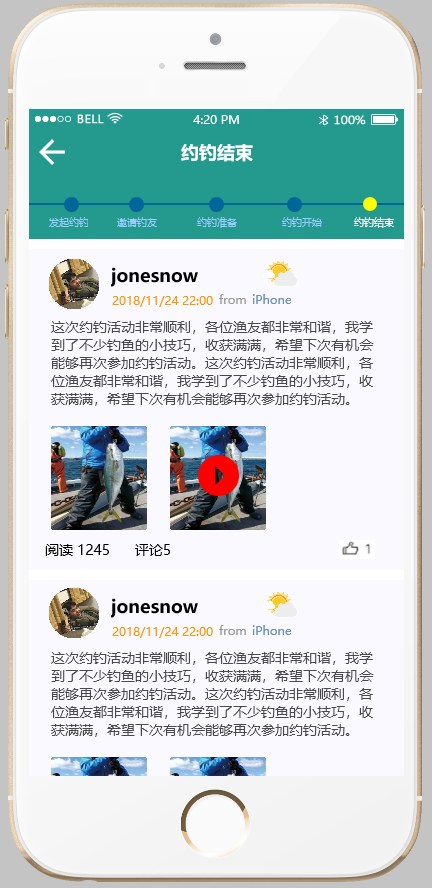 BELL 4:20 PM 100%
约钓结束
发起约钓 邀请钓友 约钓准备 约钓开始 约钓结束
jonesnow
2018/11/24 22:00 from iPhone
这次约钓活动非常顺利，各位渔友都非常和谐，我学
到了不少钓鱼的小技巧，收获满满，希望下次有机会
能够再次参加约钓活动。这次约钓活动非常顺利，各
位渔友都非常和谐，我学到了不少钓鱼的小技巧，收
获满满，希望下次有机会能够再次参加约钓活动。
阅读 1245 评论5 1
jonesnow
2018/11/24 22:00 from iPhone
这次约钓活动非常顺利，各位渔友都非常和谐，我学
到了不少钓鱼的小技巧，收获满满，希望下次有机会
能够再次参加约钓活动。这次约钓活动非常顺利，各
位渔友都非常和谐，我学到了不少钓鱼的小技巧，收
获满满，希望下次有机会能够再次参加约钓活动。